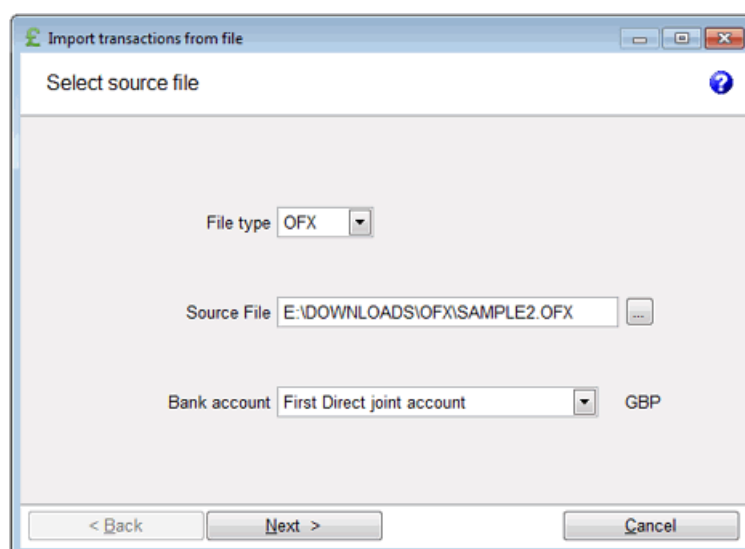 £ Import transactions from file
Select source file
?
File type OFX
Source File E:\DOWNLOADS\OFX\SAMPLE2.OFX ...
Bank account First Direct joint account GBP
< Back Next > Cancel